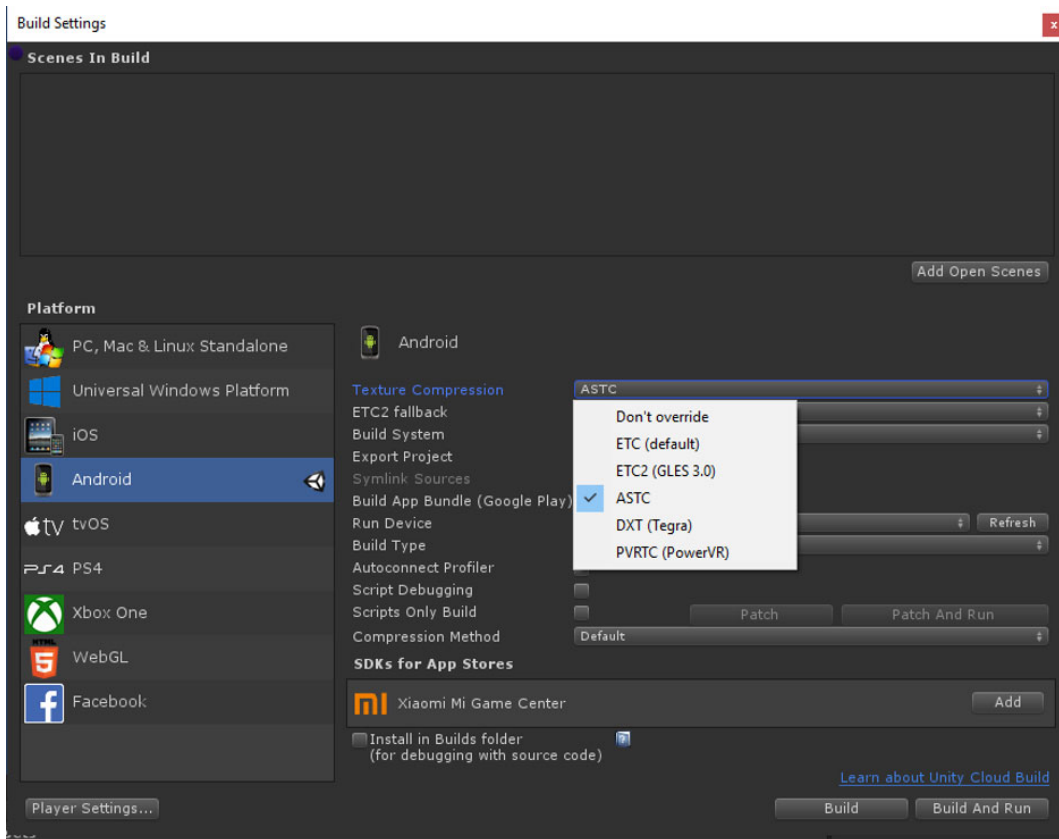 Build Settings
x
Scenes In Build
Add Open Scenes
Platform
PC, Mac & Linux Standalone
Universal Windows Platform
iOS
Android
tv tvOS
PS4 PS4
Xbox One
HTML
5 WebGL
f Facebook
Android
Texture Compression ASTC
ETC2 fallback
Build System
Export Project
Symlink Sources
Build App Bundle (Google Play)
Run Device Refresh
Build Type
Autoconnect Profiler
Script Debugging
Scripts Only Build Patch Patch And Run
Compression Method Default
Don't override
ETC (default)
ETC2 (GLES 3.0)
ASTC
DXT (Tegra)
PVRTC (PowerVR)
SDKs for App Stores
MI Xiaomi Mi Game Center Add
Install in Builds folder ?
(for debugging with source code)
Learn about Unity Cloud Build
Player Settings... Build Build And Run